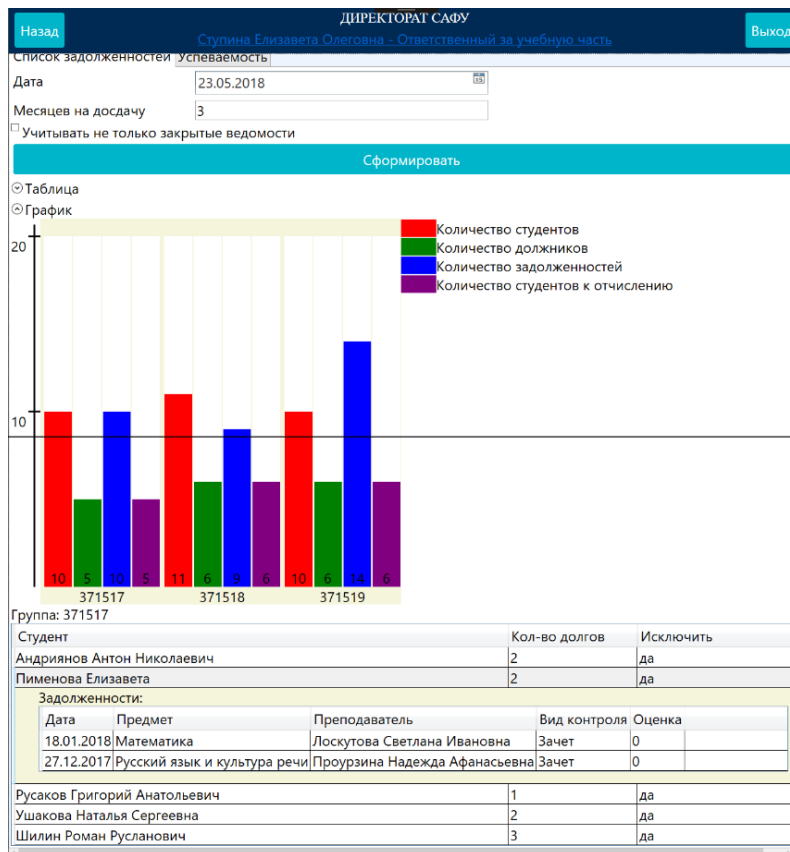 ДИРЕКТОРАТ САФУ
Назад
Ступина Елизавета Олеговна - Ответственный за учебную часть
Выход
Список задолженностей Успеваемость
Дата 23.05.2018 15
Месяцев на досдачу 3
Учитывать не только закрытые ведомости
Сформировать
Таблица
График
Количество студентов
Количество должников
Количество задолженностей
Количество студентов к отчислению
20
10
10 5 10 5 11 6 9 6 10 6 14 6
371517 371518 371519
Группа: 371517
Студент Кол-во долгов Исключить
Андриянов Антон Николаевич 2 да
Пименова Елизавета 2 да
Задолженности:
Дата Предмет Преподаватель Вид контроля Оценка
18.01.2018 Математика Лоскутова Светлана Ивановна Зачет 0
27.12.2017 Русский язык и культура речи Проурзина Надежда Афанасьевна Зачет 0
Русаков Григорий Анатольевич 1 да
Ушакова Наталья Сергеевна 2 да
Шилин Роман Русланович 3 да